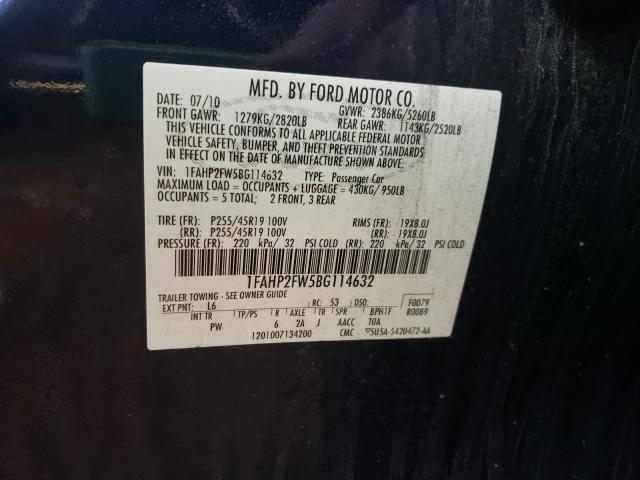 MFD. BY FORD MOTOR CO.
DATE: 07/10 GVWR: 2386KG/5260LB
FRONT GAWR: 1279KG/2820LB REAR GAWR: 1143KG/2520LB
THIS VEHICLE CONFORMS TO ALL APPLICABLE FEDERAL MOTOR
VEHICLE SAFETY, BUMPER, AND THEFT PREVENTION STANDARDS
IN EFFECT ON THE DATE OF MANUFACTURE SHOWN ABOVE.
VIN: 1FAHP2FW5BG114632 TYPE: Passenger Car
MAXIMUM LOAD = OCCUPANTS + LUGGAGE = 430KG/ 950LB
OCCUPANTS = 5 TOTAL; 2 FRONT, 3 REAR
TIRE (FR): P255/45R19 100V RIMS (FR): 19X8.0J
(RR): P255/45R19 100V (RR): 19X8.0J
PRESSURE (FR): 220 kPa/ 32 PSI COLD (RR): 220 kPa/ 32 PSI COLD
1FAHP2FW5BG114632
TRAILER TOWING - SEE OWNER GUIDE
EXT PNT: L6 RC: 53 DSO: F0079
INT TR TP/PS R AXLE TR SPR BPH1F R0089
PW 6 2A J AACC TOA
1201007134200 CMC 5U5A-5420472-AA